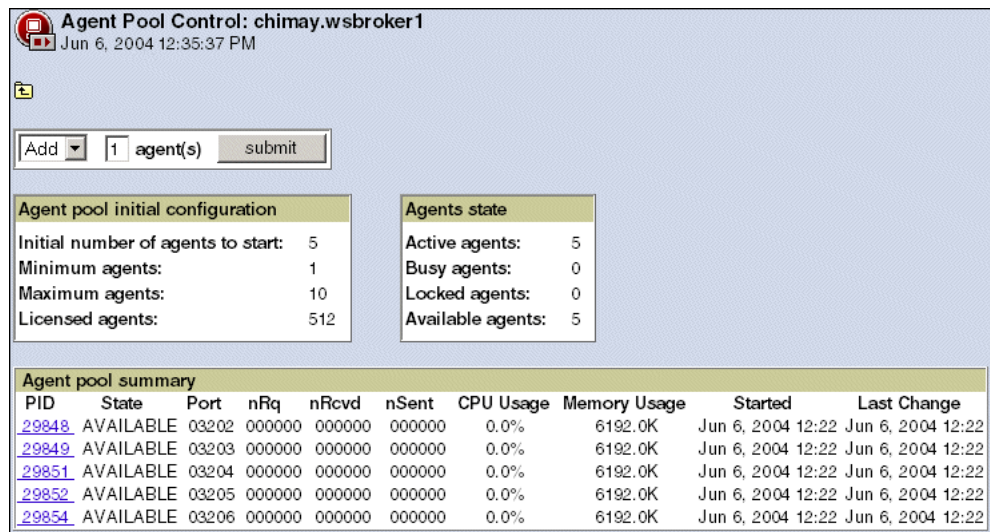 Agent Pool Control: chimay.wsbroker1
Jun 6, 2004 12:35:37 PM
Add 1 agent(s) submit
Agent pool initial configuration
Initial number of agents to start: 5
Minimum agents: 1
Maximum agents: 10
Licensed agents: 512
Agents state
Active agents: 5
Busy agents: 0
Locked agents: 0
Available agents: 5
Agent pool summary
PID State Port nRq nRcvd nSent CPU Usage Memory Usage Started Last Change
29848 AVAILABLE 03202 000000 000000 000000 0.0% 6192.0K Jun 6, 2004 12:22 Jun 6, 2004 12:22
29849 AVAILABLE 03203 000000 000000 000000 0.0% 6192.0K Jun 6, 2004 12:22 Jun 6, 2004 12:22
29851 AVAILABLE 03204 000000 000000 000000 0.0% 6192.0K Jun 6, 2004 12:22 Jun 6, 2004 12:22
29852 AVAILABLE 03205 000000 000000 000000 0.0% 6192.0K Jun 6, 2004 12:22 Jun 6, 2004 12:22
29854 AVAILABLE 03206 000000 000000 000000 0.0% 6192.0K Jun 6, 2004 12:22 Jun 6, 2004 12:22